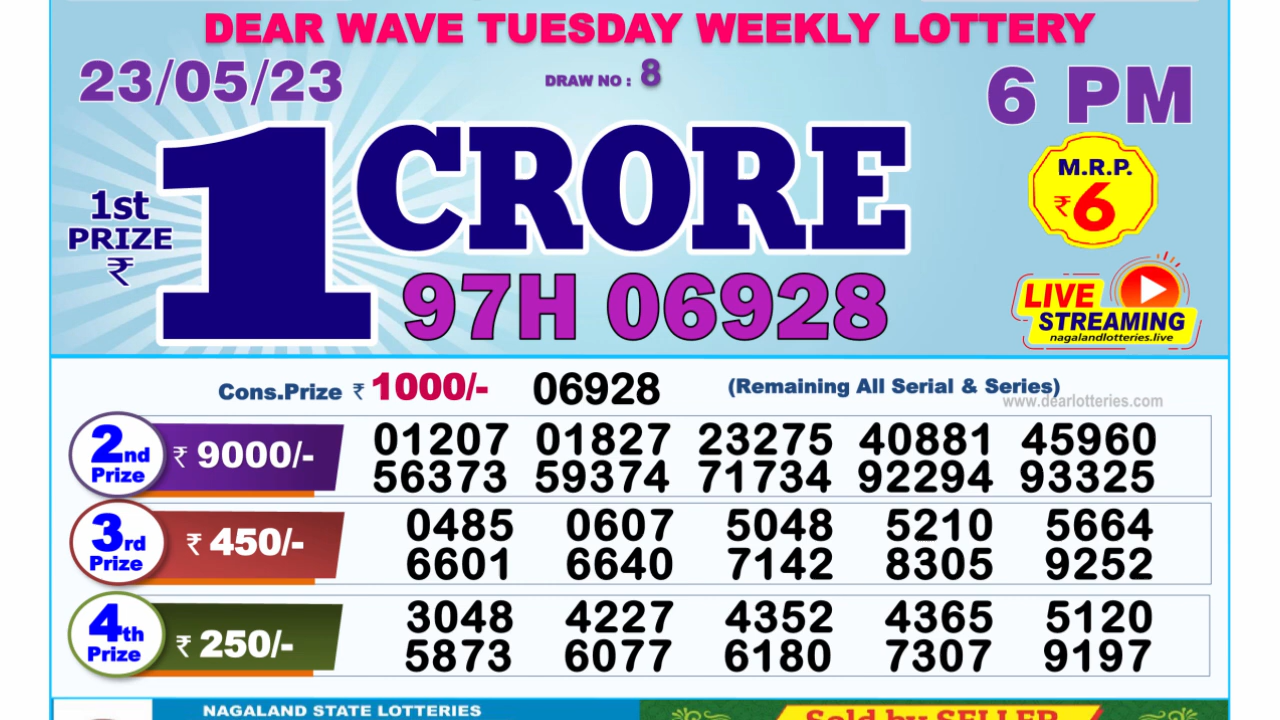 DEAR WAVE TUESDAY WEEKLY LOTTERY
23/05/23
DRAW NO : 8
6 PM
1st
PRIZE
₹
1 CRORE
M.R.P.
₹6
97H 06928
LIVE
STREAMING
nagalandlotteries.live
Cons.Prize ₹ 1000/- 06928 (Remaining All Serial & Series)
www.dearlotteries.com
2nd Prize ₹ 9000/-
01207 01827 23275 40881 45960
56373 59374 71734 92294 93325
3rd Prize ₹ 450/-
0485 0607 5048 5210 5664
6601 6640 7142 8305 9252
4th Prize ₹ 250/-
3048 4227 4352 4365 5120
5873 6077 6180 7307 9197
NAGALAND STATE LOTTERIES
Sold by SELLER